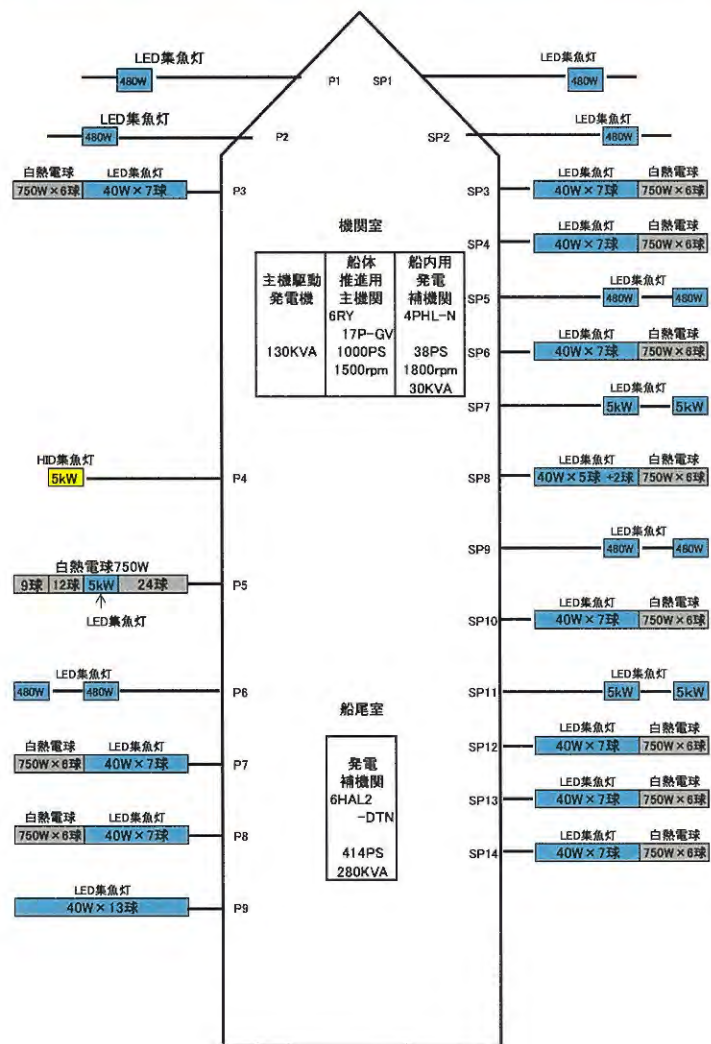 LED集魚灯
480W
P1
SP1
LED集魚灯
480W
LED集魚灯
480W
P2
SP2
LED集魚灯
480W
白熱電球 LED集魚灯
750W×6球 40W×7球
P3
SP3
LED集魚灯 白熱電球
40W×7球 750W×6球
SP4
LED集魚灯 白熱電球
40W×7球 750W×6球
機関室
主機駆動
発電機
130KVA
船体
推進用
主機関
6RY
17P-GV
1000PS
1500rpm
船内用
発電
補機関
4PHL-N
38PS
1800rpm
30KVA
SP5
LED集魚灯
480W 480W
SP6
LED集魚灯 白熱電球
40W×7球 750W×6球
SP7
LED集魚灯
5kW 5kW
HID集魚灯
5kW
P4
SP8
LED集魚灯 白熱電球
40W×5球 +2球 750W×6球
SP9
LED集魚灯
480W 480W
白熱電球750W
9球 12球 5kW 24球
P5
LED集魚灯
SP10
LED集魚灯 白熱電球
40W×7球 750W×6球
LED集魚灯
480W 480W
P6
SP11
LED集魚灯
5kW 5kW
船尾室
発電
補機関
6HAL2
-DTN
414PS
280KVA
白熱電球 LED集魚灯
750W×6球 40W×7球
P7
SP12
LED集魚灯 白熱電球
40W×7球 750W×6球
SP13
LED集魚灯 白熱電球
40W×7球 750W×6球
白熱電球 LED集魚灯
750W×6球 40W×7球
P8
SP14
LED集魚灯 白熱電球
40W×7球 750W×6球
LED集魚灯
40W×13球
P9